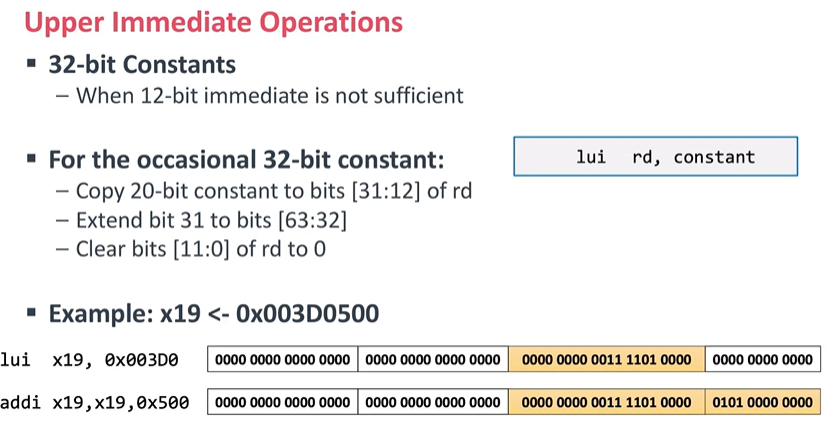 Upper Immediate Operations
▪ 32-bit Constants
– When 12-bit immediate is not sufficient
▪ For the occasional 32-bit constant:
lui rd, constant
– Copy 20-bit constant to bits [31:12] of rd
– Extend bit 31 to bits [63:32]
– Clear bits [11:0] of rd to 0
▪ Example: x19 <- 0x003D0500
lui x19, 0x003D0 0000 0000 0000 0000 0000 0000 0000 0000 0000 0000 0011 1101 0000 0000 0000 0000
addi x19,x19,0x500 0000 0000 0000 0000 0000 0000 0000 0000 0000 0000 0011 1101 0000 0101 0000 0000